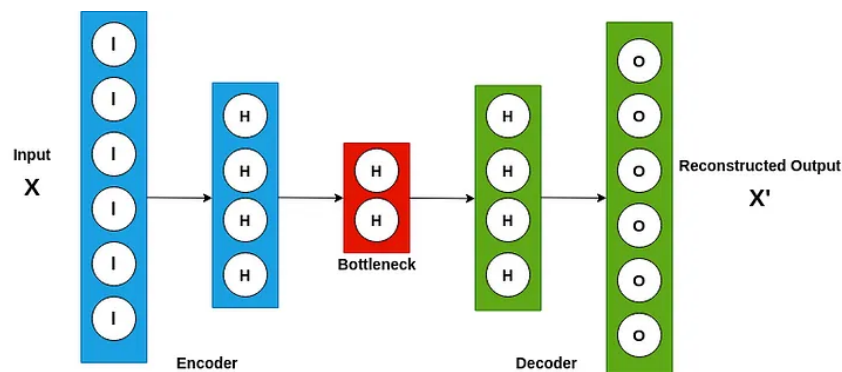 I
I
I
I
I
I
Input
X
H
H
H
H
Encoder
H
H
Bottleneck
H
H
H
H
Decoder
O
O
O
O
O
O
Reconstructed Output
X'